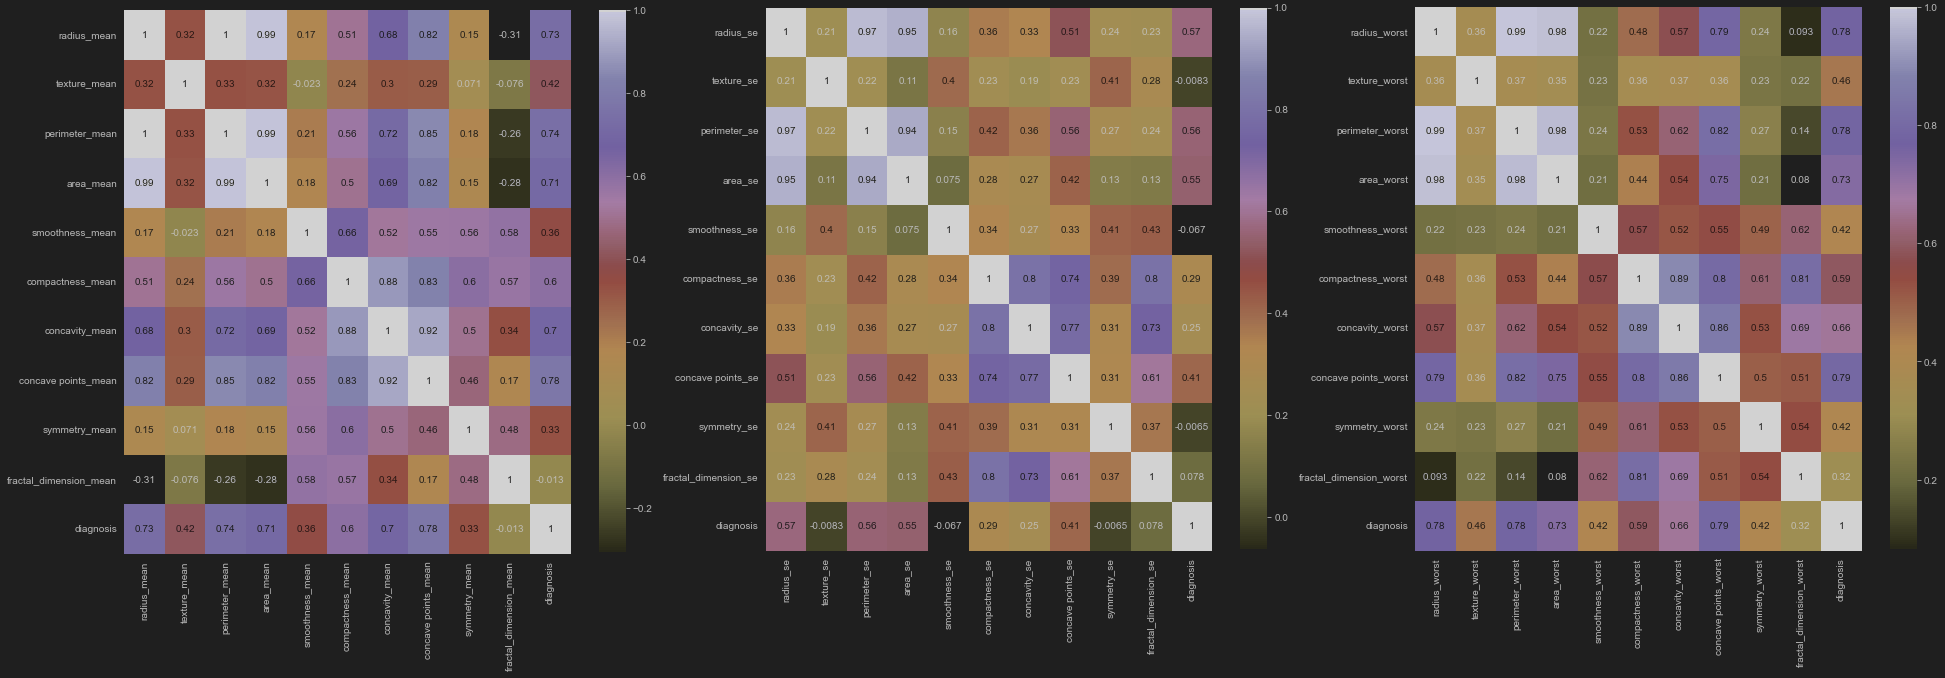 radius_mean 1 0.32 1 0.99 0.17 0.51 0.68 0.82 0.15 -0.31 0.73
texture_mean 0.32 1 0.33 0.32 -0.023 0.24 0.3 0.29 0.071 -0.076 0.42
perimeter_mean 1 0.33 1 0.99 0.21 0.56 0.72 0.85 0.18 -0.26 0.74
area_mean 0.99 0.32 0.99 1 0.18 0.5 0.69 0.82 0.15 -0.28 0.71
smoothness_mean 0.17 -0.023 0.21 0.18 1 0.66 0.52 0.55 0.56 0.58 0.36
compactness_mean 0.51 0.24 0.56 0.5 0.66 1 0.88 0.83 0.6 0.57 0.6
concavity_mean 0.68 0.3 0.72 0.69 0.52 0.88 1 0.92 0.5 0.34 0.7
concave points_mean 0.82 0.29 0.85 0.82 0.55 0.83 0.92 1 0.46 0.17 0.78
symmetry_mean 0.15 0.071 0.18 0.15 0.56 0.6 0.5 0.46 1 0.48 0.33
fractal_dimension_mean -0.31 -0.076 -0.26 -0.28 0.58 0.57 0.34 0.17 0.48 1 -0.013
diagnosis 0.73 0.42 0.74 0.71 0.36 0.6 0.7 0.78 0.33 -0.013 1
radius_mean
texture_mean
perimeter_mean
area_mean
smoothness_mean
compactness_mean
concavity_mean
concave points_mean
symmetry_mean
fractal_dimension_mean
diagnosis
1.0
0.8
0.6
0.4
0.2
0.0
−0.2
radius_se 1 0.21 0.97 0.95 0.16 0.36 0.33 0.51 0.24 0.23 0.57
texture_se 0.21 1 0.22 0.11 0.4 0.23 0.19 0.23 0.41 0.28 -0.0083
perimeter_se 0.97 0.22 1 0.94 0.15 0.42 0.36 0.56 0.27 0.24 0.56
area_se 0.95 0.11 0.94 1 0.075 0.28 0.27 0.42 0.13 0.13 0.55
smoothness_se 0.16 0.4 0.15 0.075 1 0.34 0.27 0.33 0.41 0.43 -0.067
compactness_se 0.36 0.23 0.42 0.28 0.34 1 0.8 0.74 0.39 0.8 0.29
concavity_se 0.33 0.19 0.36 0.27 0.27 0.8 1 0.77 0.31 0.73 0.25
concave points_se 0.51 0.23 0.56 0.42 0.33 0.74 0.77 1 0.31 0.61 0.41
symmetry_se 0.24 0.41 0.27 0.13 0.41 0.39 0.31 0.31 1 0.37 -0.0065
fractal_dimension_se 0.23 0.28 0.24 0.13 0.43 0.8 0.73 0.61 0.37 1 0.078
diagnosis 0.57 -0.0083 0.56 0.55 -0.067 0.29 0.25 0.41 -0.0065 0.078 1
radius_se
texture_se
perimeter_se
area_se
smoothness_se
compactness_se
concavity_se
concave points_se
symmetry_se
fractal_dimension_se
diagnosis
1.0
0.8
0.6
0.4
0.2
0.0
radius_worst 1 0.36 0.99 0.98 0.22 0.48 0.57 0.79 0.24 0.093 0.78
texture_worst 0.36 1 0.37 0.35 0.23 0.36 0.37 0.36 0.23 0.22 0.46
perimeter_worst 0.99 0.37 1 0.98 0.24 0.53 0.62 0.82 0.27 0.14 0.78
area_worst 0.98 0.35 0.98 1 0.21 0.44 0.54 0.75 0.21 0.08 0.73
smoothness_worst 0.22 0.23 0.24 0.21 1 0.57 0.52 0.55 0.49 0.62 0.42
compactness_worst 0.48 0.36 0.53 0.44 0.57 1 0.89 0.8 0.61 0.81 0.59
concavity_worst 0.57 0.37 0.62 0.54 0.52 0.89 1 0.86 0.53 0.69 0.66
concave points_worst 0.79 0.36 0.82 0.75 0.55 0.8 0.86 1 0.5 0.51 0.79
symmetry_worst 0.24 0.23 0.27 0.21 0.49 0.61 0.53 0.5 1 0.54 0.42
fractal_dimension_worst 0.093 0.22 0.14 0.08 0.62 0.81 0.69 0.51 0.54 1 0.32
diagnosis 0.78 0.46 0.78 0.73 0.42 0.59 0.66 0.79 0.42 0.32 1
radius_worst
texture_worst
perimeter_worst
area_worst
smoothness_worst
compactness_worst
concavity_worst
concave points_worst
symmetry_worst
fractal_dimension_worst
diagnosis
1.0
0.8
0.6
0.4
0.2